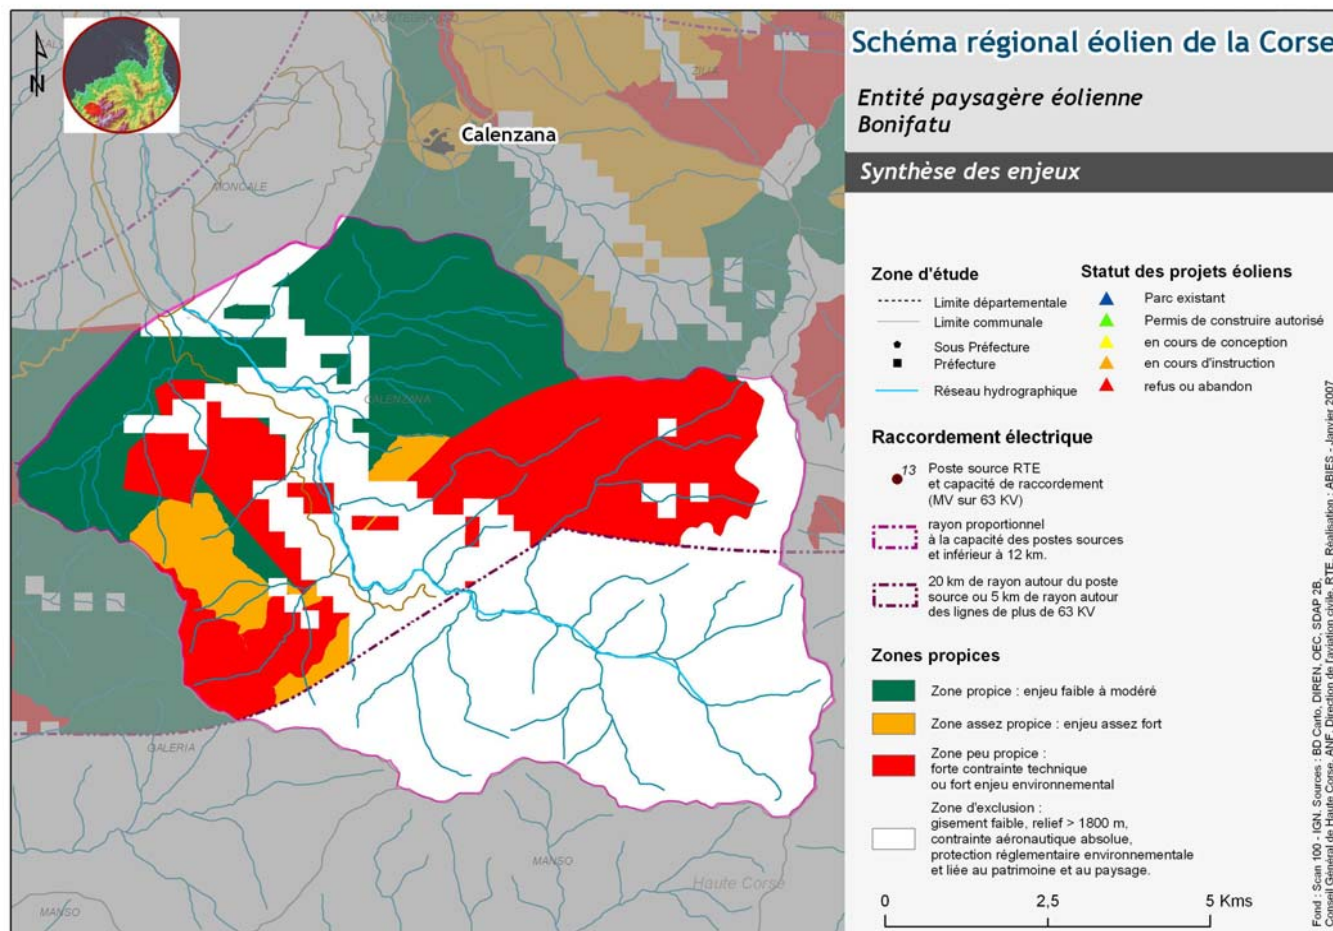 Schéma régional éolien de la Corse
Entité paysagère éolienne
Bonifatu
Synthèse des enjeux
Zone d'étude
Limite départementale
Limite communale
Sous Préfecture
Préfecture
Réseau hydrographique
Statut des projets éoliens
Parc existant
Permis de construire autorisé
en cours de conception
en cours d'instruction
refus ou abandon
Raccordement électrique
13
Poste source RTE
et capacité de raccordement
(MV sur 63 KV)
rayon proportionnel
à la capacité des postes sources
et inférieur à 12 km.
20 km de rayon autour du poste
source ou 5 km de rayon autour
des lignes de plus de 63 KV
Zones propices
Zone propice : enjeu faible à modéré
Zone assez propice : enjeu assez fort
Zone peu propice :
forte contrainte technique
ou fort enjeu environnemental
Zone d'exclusion :
gisement faible, relief > 1800 m,
contrainte aéronautique absolue,
protection réglementaire environnementale
et liée au patrimoine et au paysage.
0 2,5 5 Kms
Fond : Scan 100 - IGN. Sources : BD Carto, DIREN, OEC, SDAP 2B,
Conseil Général de Haute Corse, ANF, Direction de l'aviation civile, RTE. Réalisation : ABIES - Janvier 2007
N
MONTEGROSSO
ZILIA
Calenzana
MONCALE
CALENZANA
GALERIA
MANSO
Haute Corse
MANSO